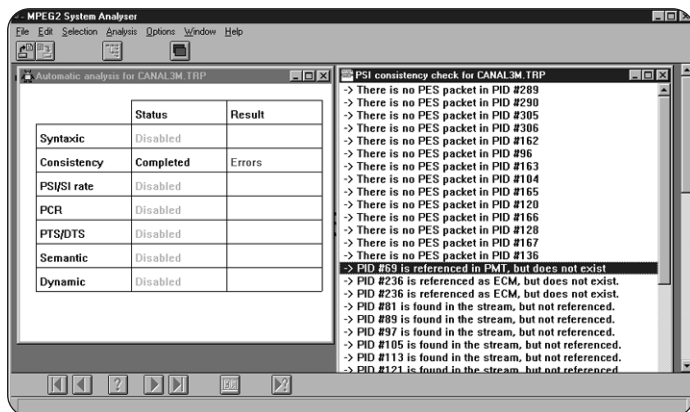 MPEG2 System Analyser
File Edit Selection Analysis Options Window Help
Automatic analysis for CANAL3M.TRP
Status Result
Syntaxic Disabled
Consistency Completed Errors
PSI/SI rate Disabled
PCR Disabled
PTS/DTS Disabled
Semantic Disabled
Dynamic Disabled
PSI consistency check for CANAL3M.TRP
-> There is no PES packet in PID #289
-> There is no PES packet in PID #290
-> There is no PES packet in PID #305
-> There is no PES packet in PID #306
-> There is no PES packet in PID #162
-> There is no PES packet in PID #96
-> There is no PES packet in PID #163
-> There is no PES packet in PID #104
-> There is no PES packet in PID #165
-> There is no PES packet in PID #120
-> There is no PES packet in PID #166
-> There is no PES packet in PID #128
-> There is no PES packet in PID #167
-> There is no PES packet in PID #136
-> PID #69 is referenced in PMT, but does not exist
-> PID #236 is referenced as ECM, but does not exist.
-> PID #236 is referenced as ECM, but does not exist.
-> PID #81 is found in the stream, but not referenced.
-> PID #89 is found in the stream, but not referenced.
-> PID #97 is found in the stream, but not referenced.
-> PID #105 is found in the stream, but not referenced.
-> PID #113 is found in the stream, but not referenced.
-> PID #121 is found in the stream, but not referenced.